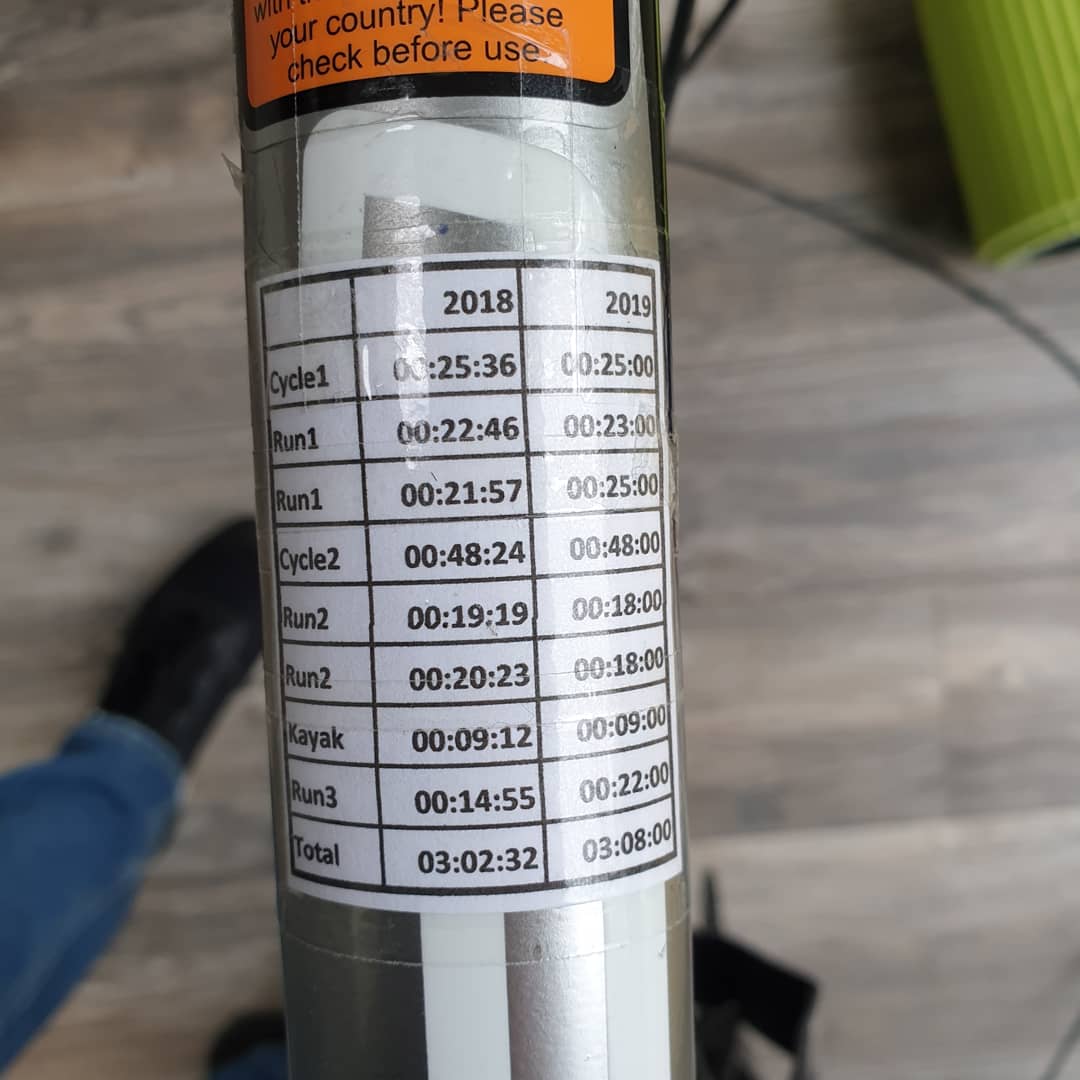 your country! Please
check before use
2018 2019
Cycle1 00:25:36 00:25:00
Run1 00:22:46 00:23:00
Run1 00:21:57 00:25:00
Cycle2 00:48:24 00:48:00
Run2 00:19:19 00:18:00
Run2 00:20:23 00:18:00
Kayak 00:09:12 00:09:00
Run3 00:14:55 00:22:00
Total 03:02:32 03:08:00